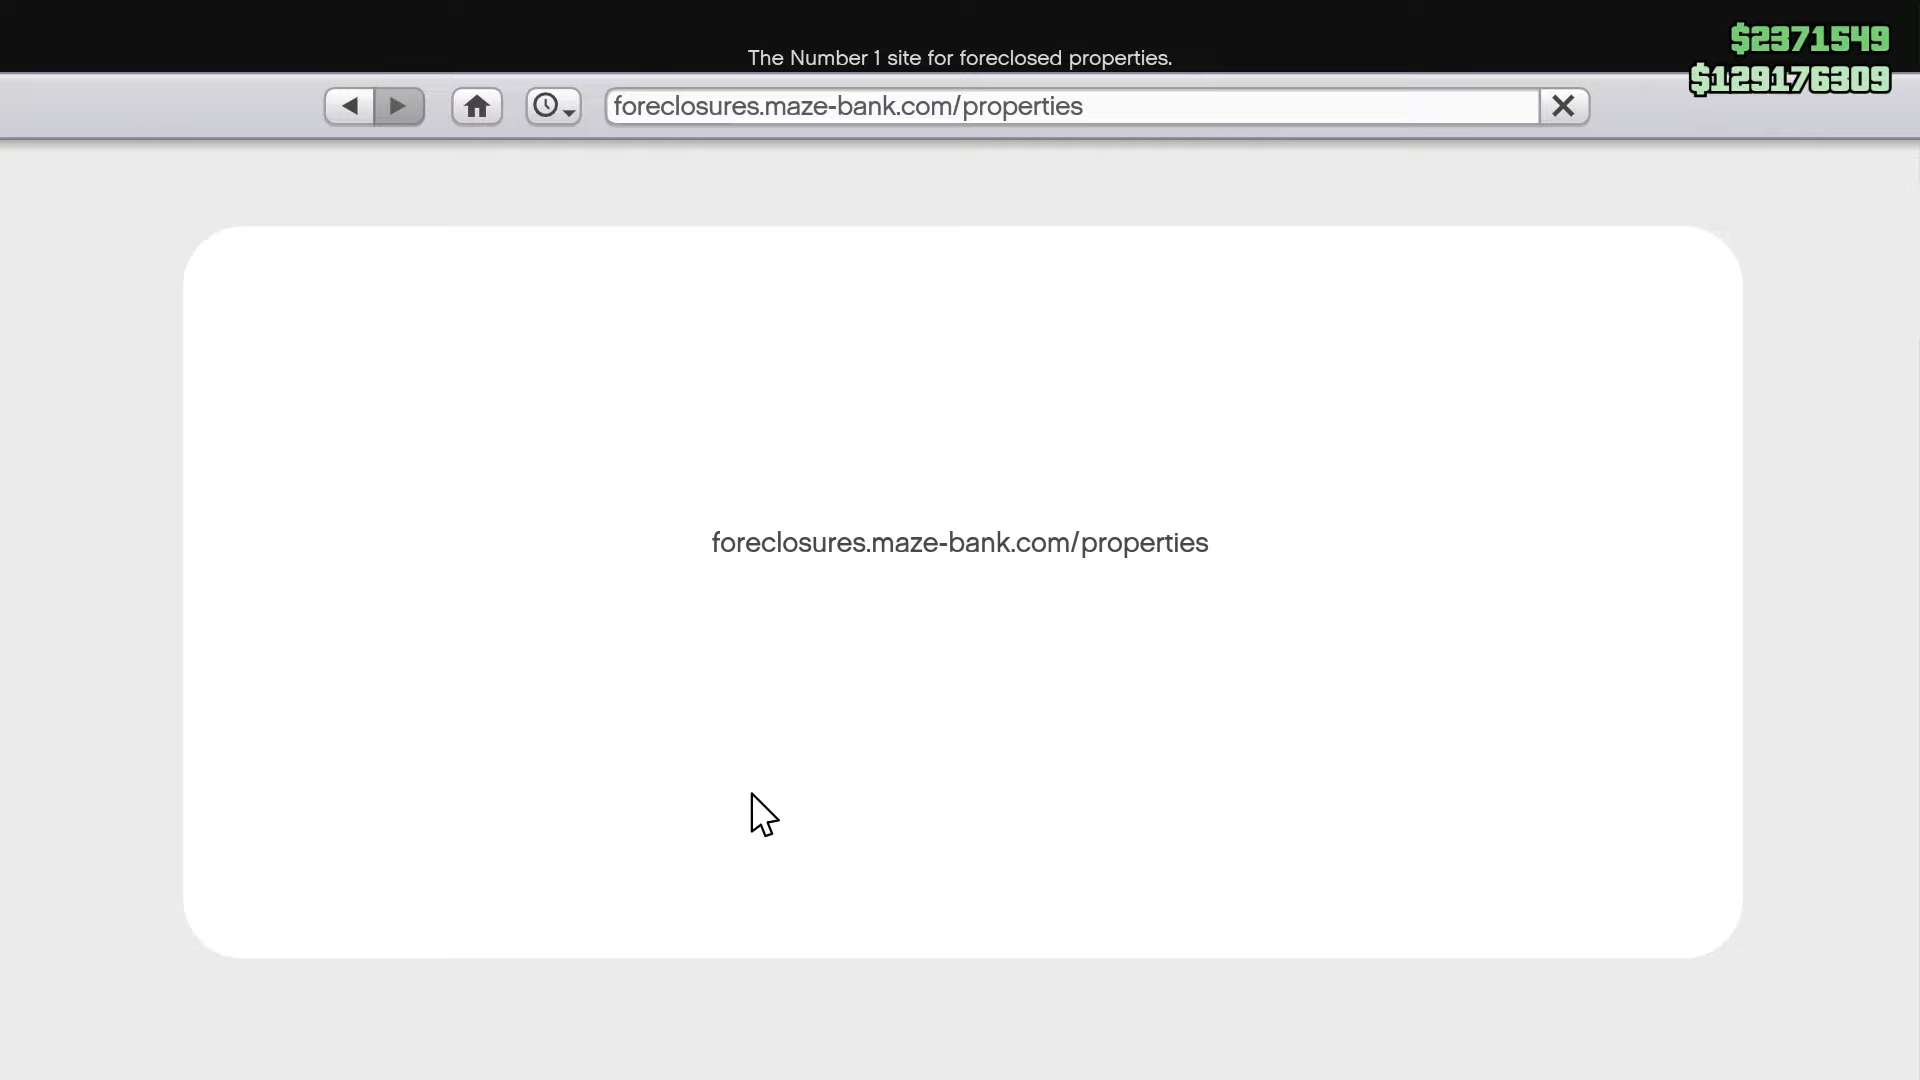 $2371549
The Number 1 site for foreclosed properties.
$129176309
foreclosures.maze-bank.com/properties
foreclosures.maze-bank.com/properties